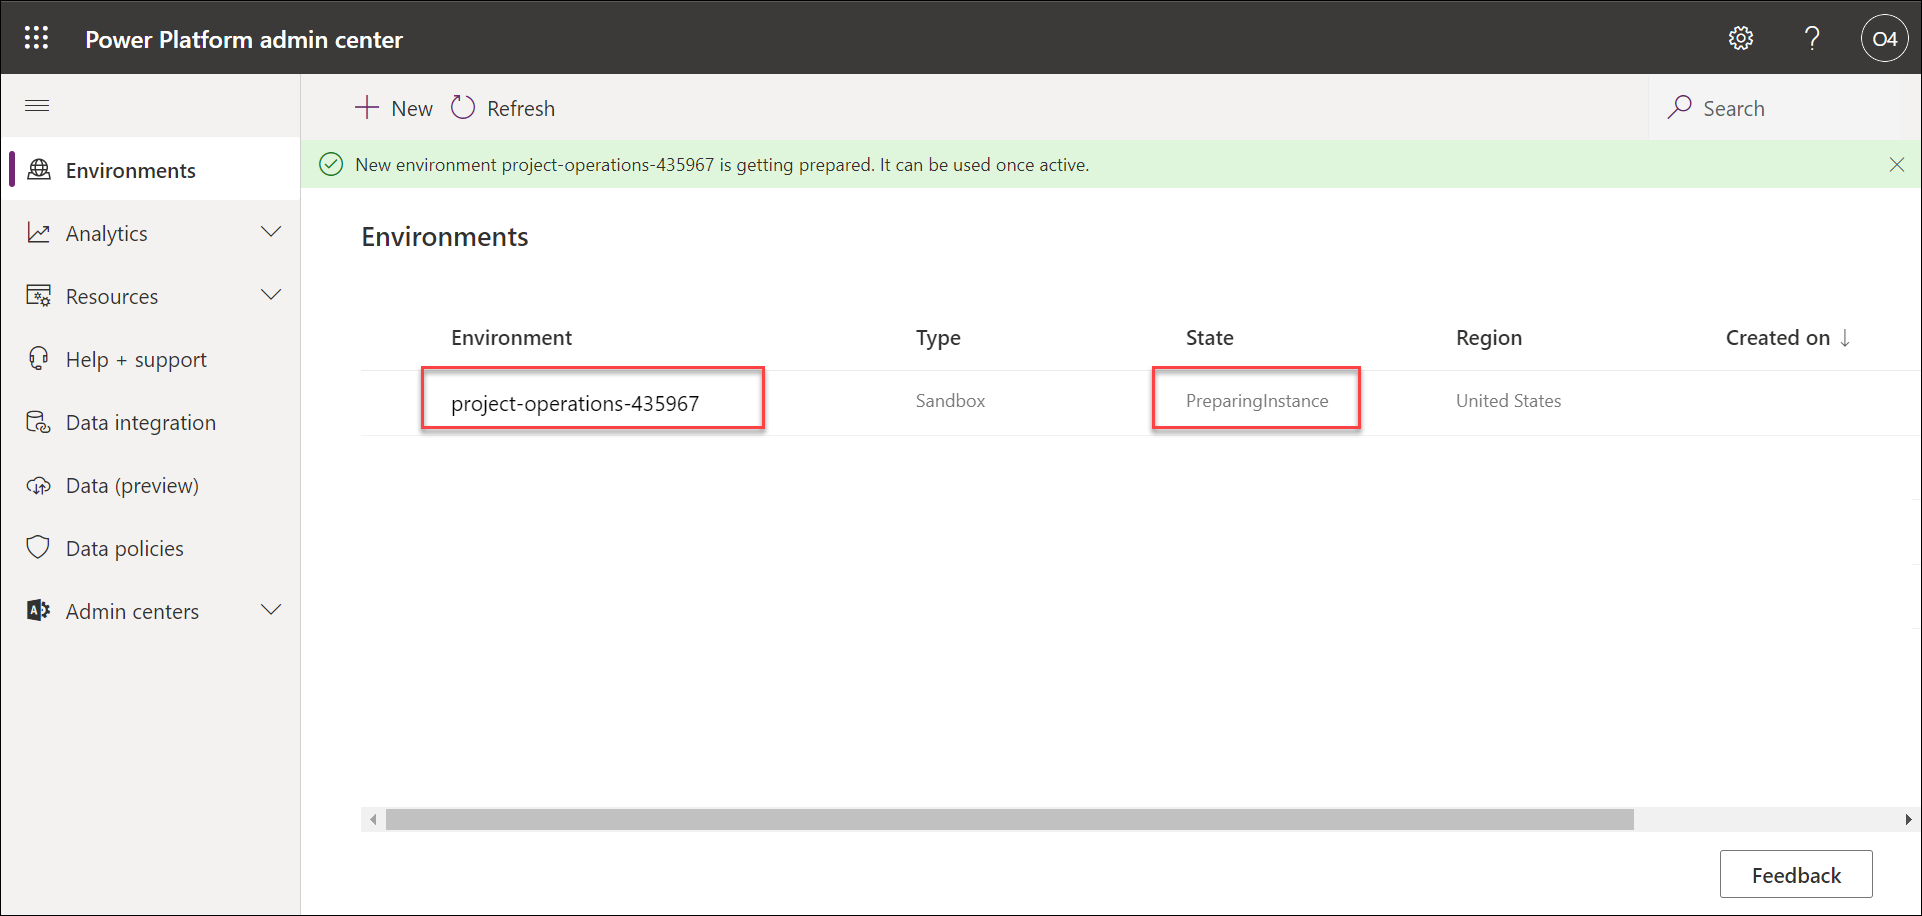 Power Platform admin center
?
O4
New
Refresh
Search
New environment project-operations-435967 is getting prepared. It can be used once active.
Environments
Analytics
Resources
Help + support
Data integration
Data (preview)
Data policies
Admin centers
Environments
Environment Type State Region Created on ↓
project-operations-435967 Sandbox PreparingInstance United States
Feedback